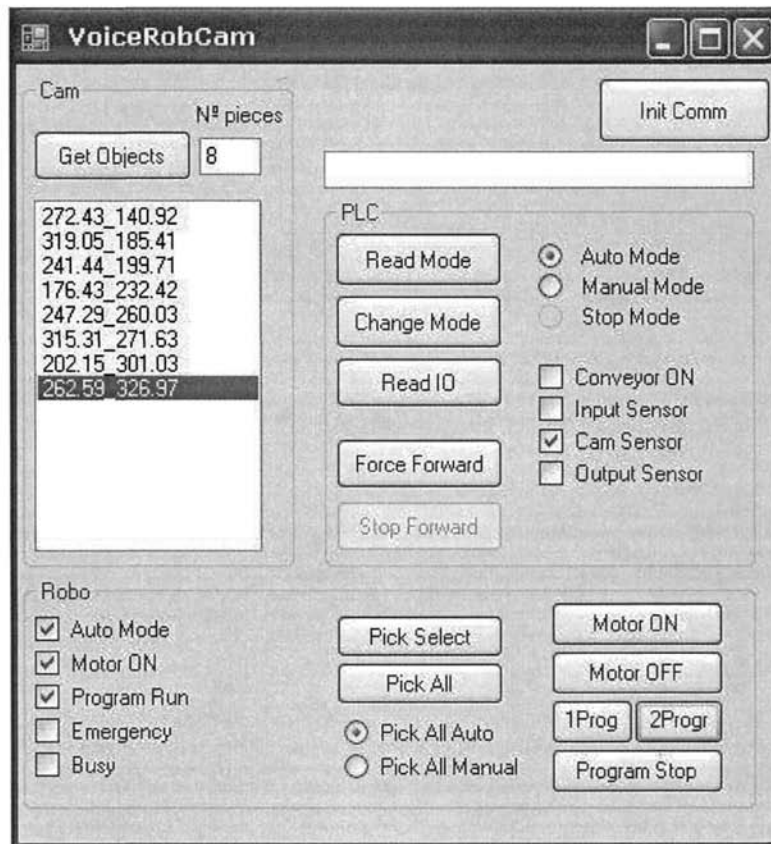 VoiceRobCam
Cam
Nº pieces
Get Objects
8
272.43_140.92
319.05_185.41
241.44_199.71
176.43_232.42
247.29_260.03
315.31_271.63
202.15_301.03
262.59_326.97
Init Comm
PLC
Read Mode
Change Mode
Read IO
Force Forward
Stop Forward
Auto Mode
Manual Mode
Stop Mode
Conveyor ON
Input Sensor
Cam Sensor
Output Sensor
Robo
Auto Mode
Motor ON
Program Run
Emergency
Busy
Pick Select
Pick All
Pick All Auto
Pick All Manual
Motor ON
Motor OFF
1Prog
2Progr
Program Stop